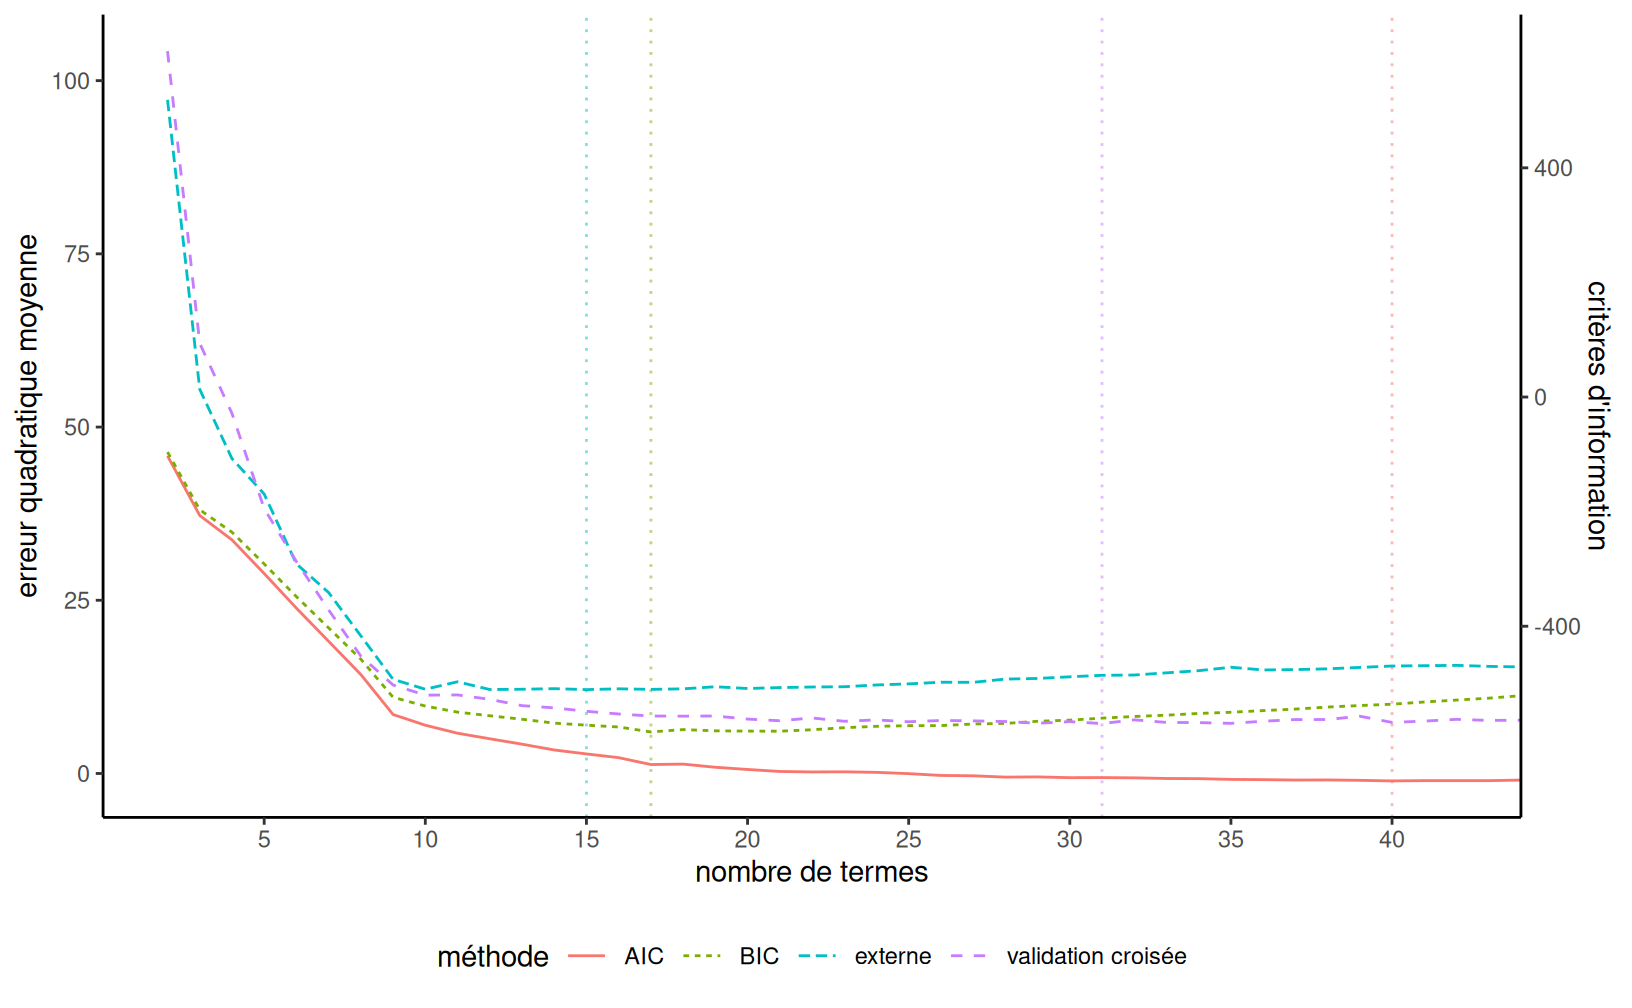 100
75
50
25
0
erreur quadratique moyenne
400
0
-400
critères d'information
5 10 15 20 25 30 35 40
nombre de termes
méthode AIC BIC externe validation croisée